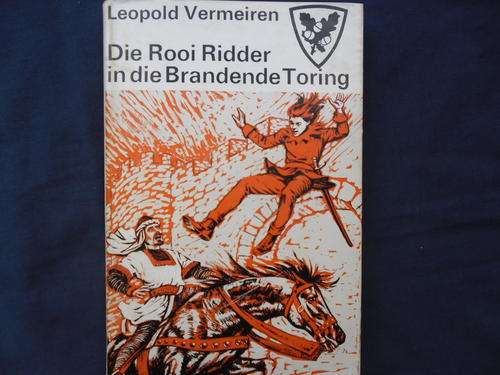 Leopold Vermeiren
Die Rooi Ridder
in die Brandende Toring